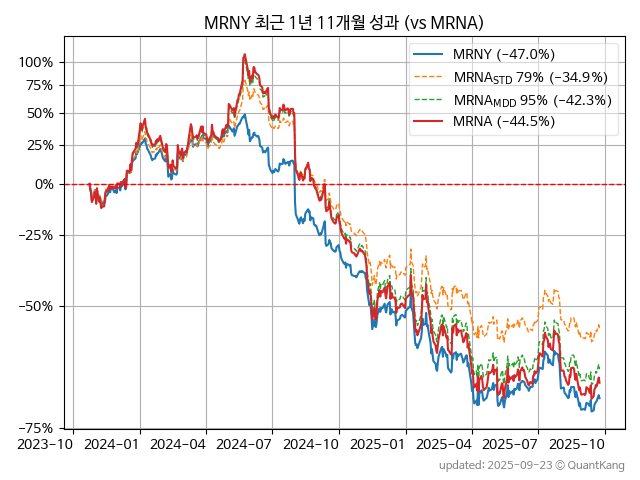 MRNY 최근 1년 11개월 성과 (vs MRNA)
MRNY (−47.0%)
MRNA_STD 79% (−34.9%)
MRNA_MDD 95% (−42.3%)
MRNA (−44.5%)
100%
75%
50%
25%
0%
−25%
−50%
−75%
2023-10 2024-01 2024-04 2024-07 2024-10 2025-01 2025-04 2025-07 2025-10
updated: 2025-09-23 ⓒ QuantKang